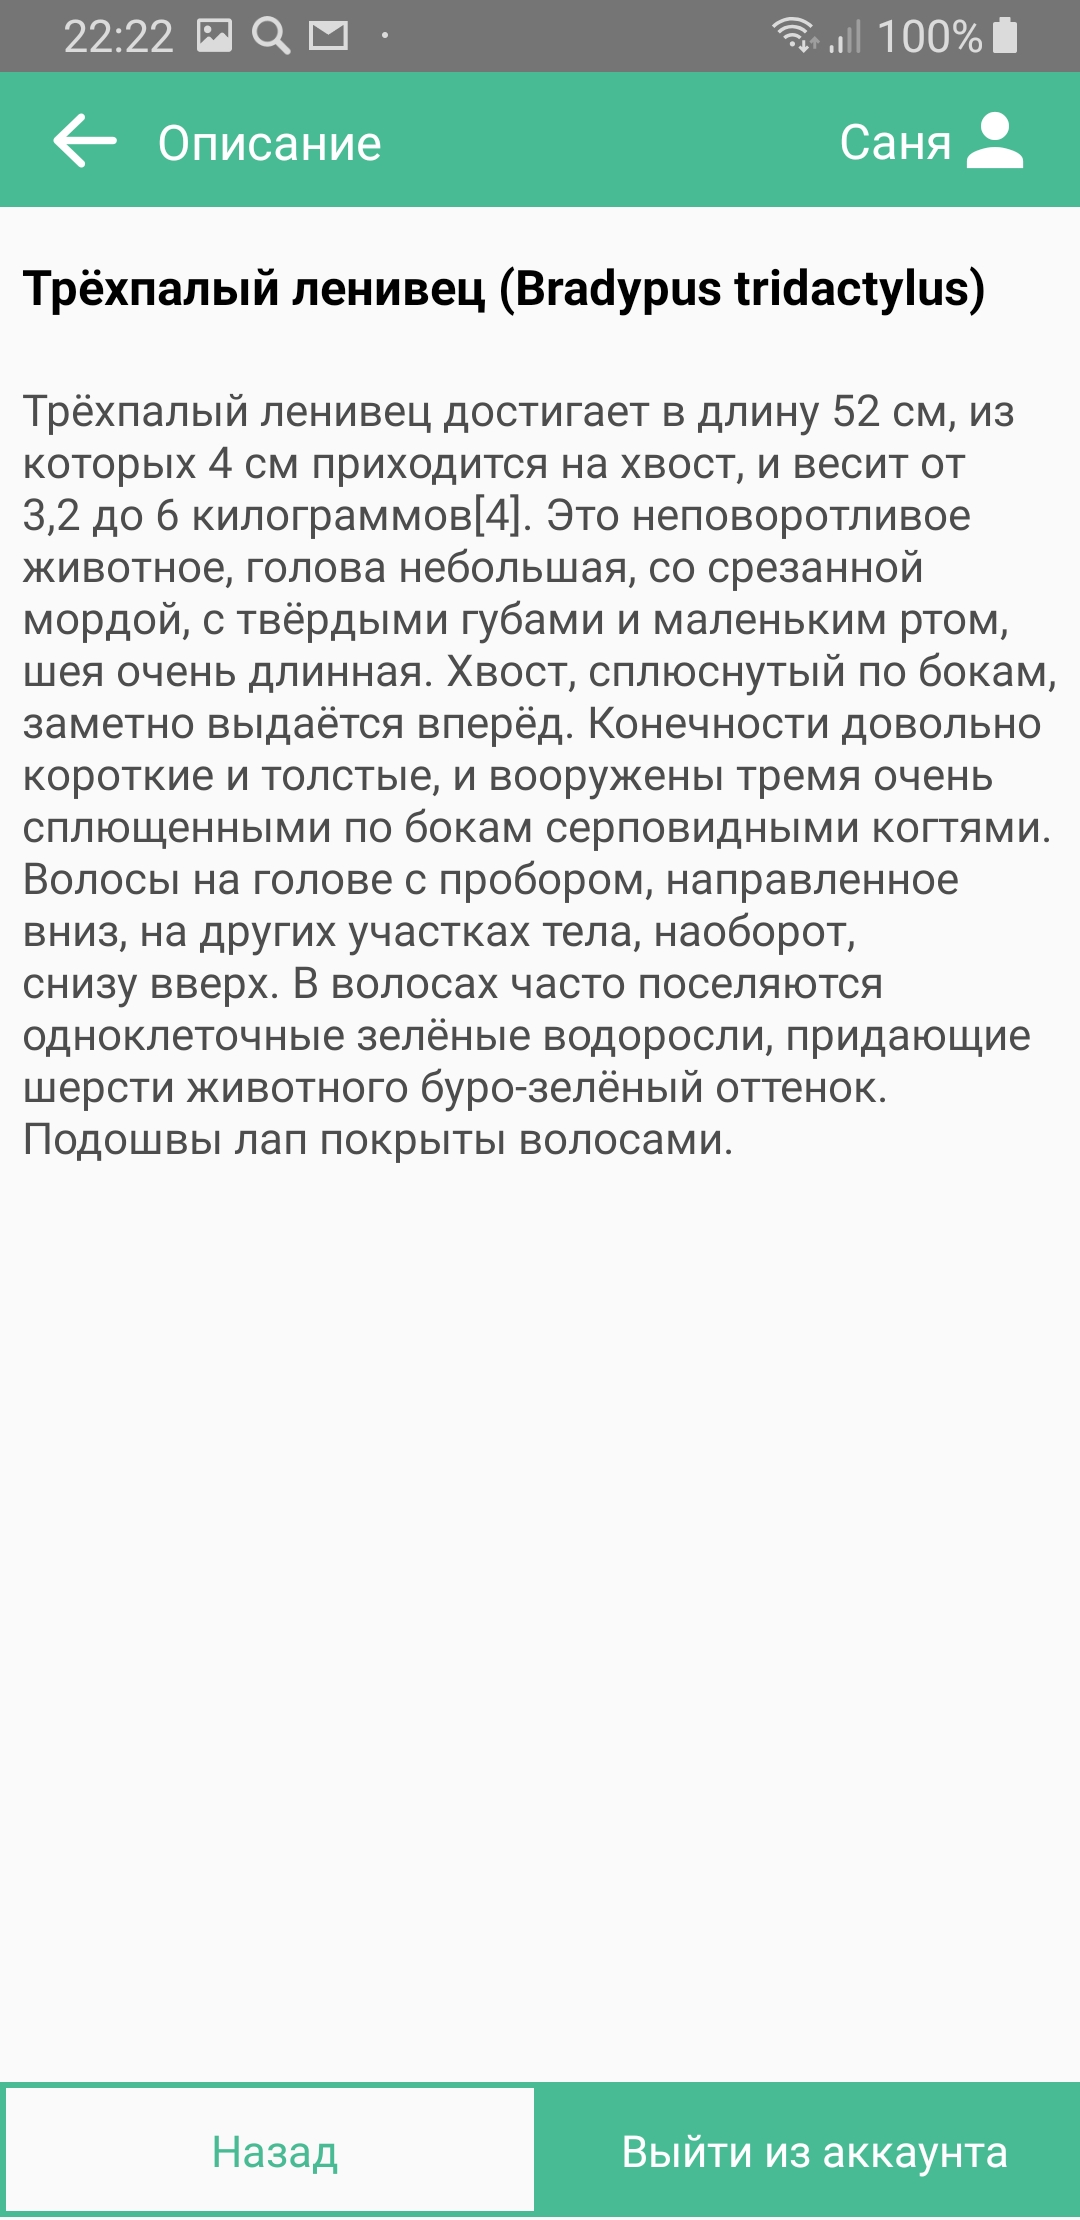 22:22 100%
Описание Саня
Трёхпалый ленивец (Bradypus tridactylus)
Трёхпалый ленивец достигает в длину 52 см, из
которых 4 см приходится на хвост, и весит от
3,2 до 6 килограммов[4]. Это неповоротливое
животное, голова небольшая, со срезанной
мордой, с твёрдыми губами и маленьким ртом,
шея очень длинная. Хвост, сплюснутый по бокам,
заметно выдаётся вперёд. Конечности довольно
короткие и толстые, и вооружены тремя очень
сплющенными по бокам серповидными когтями.
Волосы на голове с пробором, направленное
вниз, на других участках тела, наоборот,
снизу вверх. В волосах часто поселяются
одноклеточные зелёные водоросли, придающие
шерсти животного буро-зелёный оттенок.
Подошвы лап покрыты волосами.
Назад Выйти из аккаунта